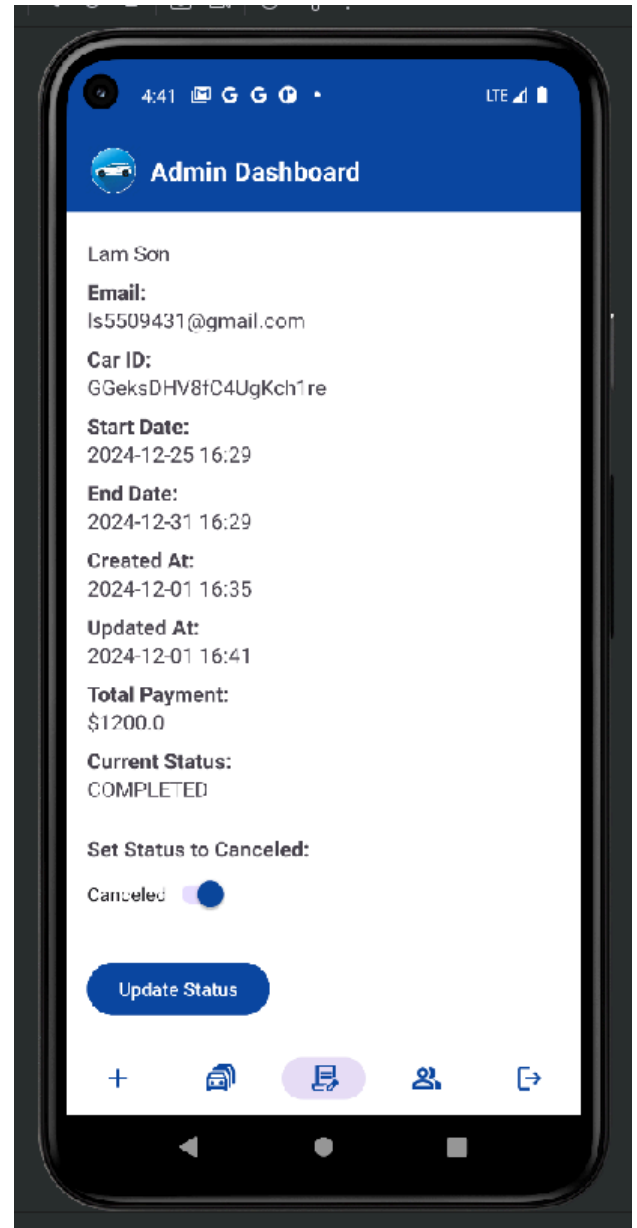 4:41 G G LTE
Admin Dashboard
Lam Sơn
Email:
ls5509431@gmail.com
Car ID:
GGeksDHV8fC4UgKch1re
Start Date:
2024-12-25 16:29
End Date:
2024-12-31 16:29
Created At:
2024-12-01 16:35
Updated At:
2024-12-01 16:41
Total Payment:
$1200.0
Current Status:
COMPLETED
Set Status to Canceled:
Canceled
Update Status